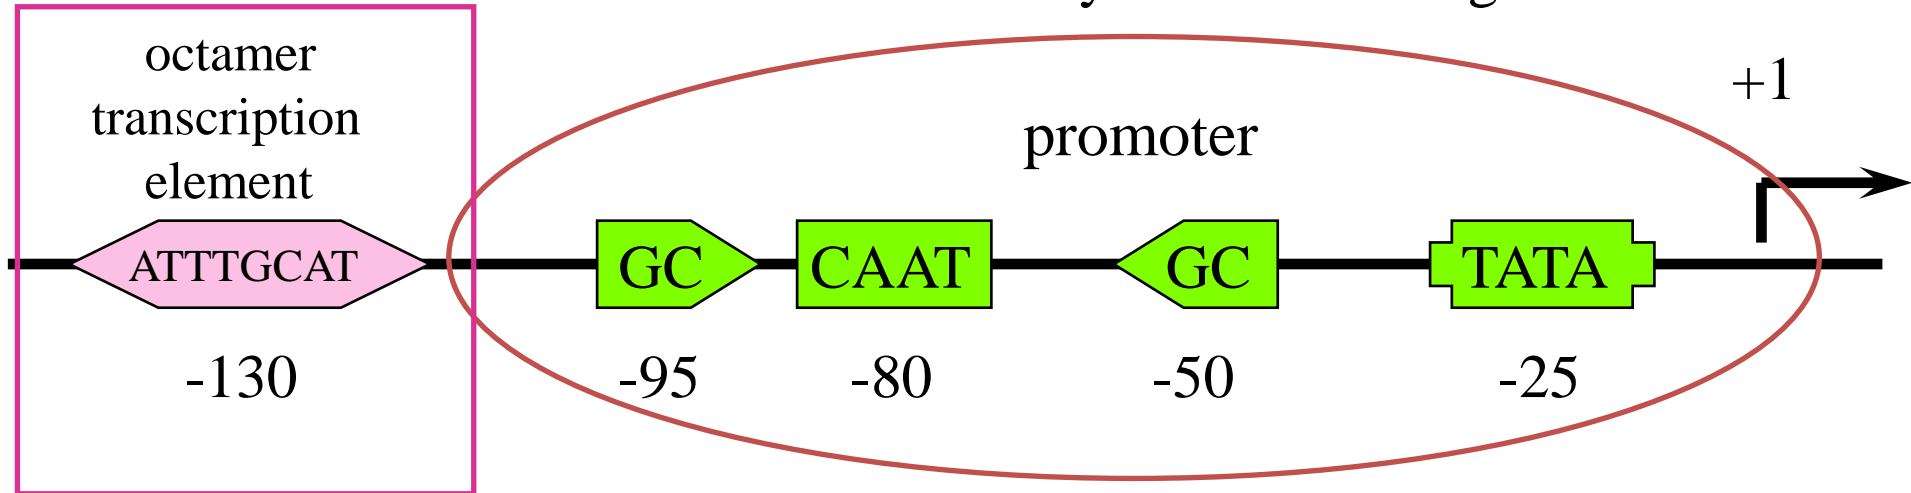 octamer
transcription
element
+1
promoter
ATTTGCAT
GC
CAAT
GC
TATA
-130
-95
-80
-50
-25